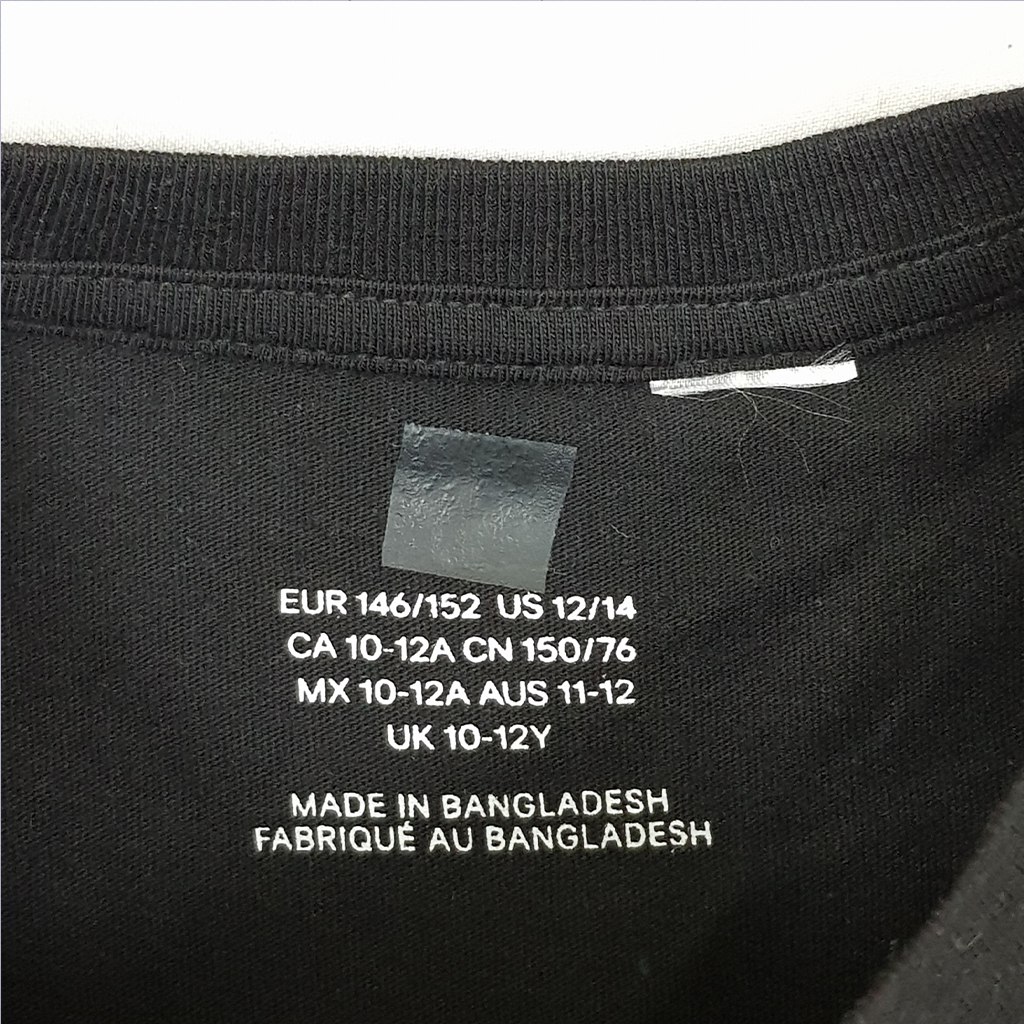 EUR 146/152 US 12/14
CA 10-12A CN 150/76
MX 10-12A AUS 11-12
UK 10-12Y
MADE IN BANGLADESH
FABRIQUÉ AU BANGLADESH